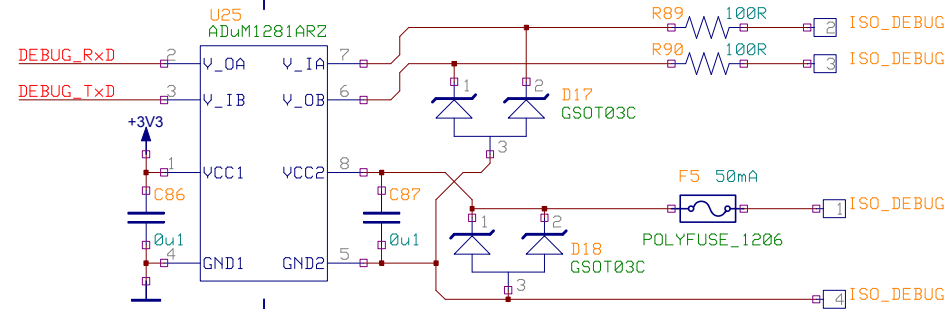 U25
ADuM1281ARZ
R89 100R
2 ISO_DEBUG
DEBUG_RxD 2 V_OA V_IA 7
R90 100R
3 ISO_DEBUG
DEBUG_TxD 3 V_IB V_OB 6
1 2 D17
GSOT03C
3
+3V3
1 VCC1 VCC2 8
C86 C87
F5 50mA
1 ISO_DEBUG
0u1 0u1
1 2 D18
GSOT03C
POLYFUSE_1206
4 GND1 GND2 5
3
4 ISO_DEBUG